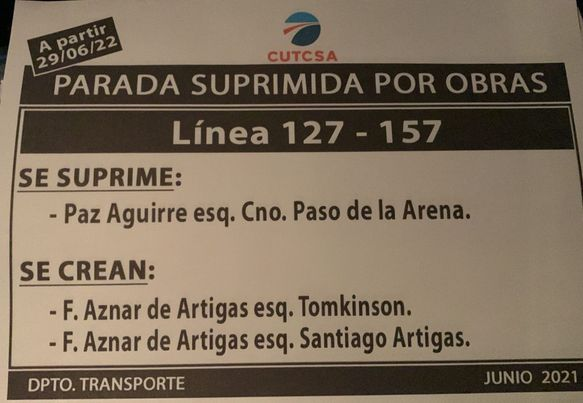 A partir
29/06/22
CUTCSA
PARADA SUPRIMIDA POR OBRAS
Línea 127 - 157
SE SUPRIME:
- Paz Aguirre esq. Cno. Paso de la Arena.
SE CREAN:
- F. Aznar de Artigas esq. Tomkinson.
- F. Aznar de Artigas esq. Santiago Artigas.
DPTO. TRANSPORTE
JUNIO 2021